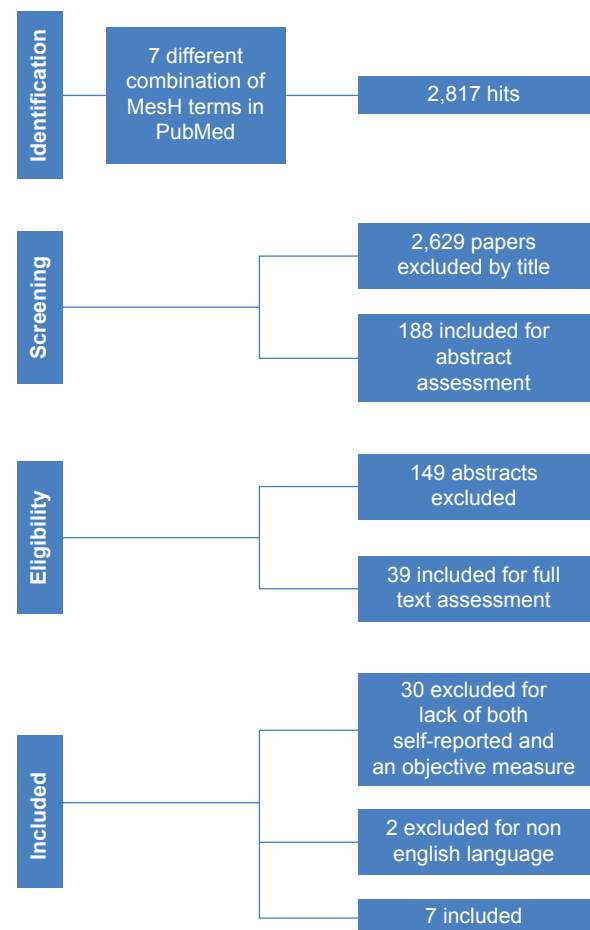 Identification
7 different
combination of
MesH terms in
PubMed
2,817 hits
Screening
2,629 papers
excluded by title
188 included for
abstract
assessment
Eligibility
149 abstracts
excluded
39 included for full
text assessment
Included
30 excluded for
lack of both
self-reported and
an objective measure
2 excluded for non
english language
7 included